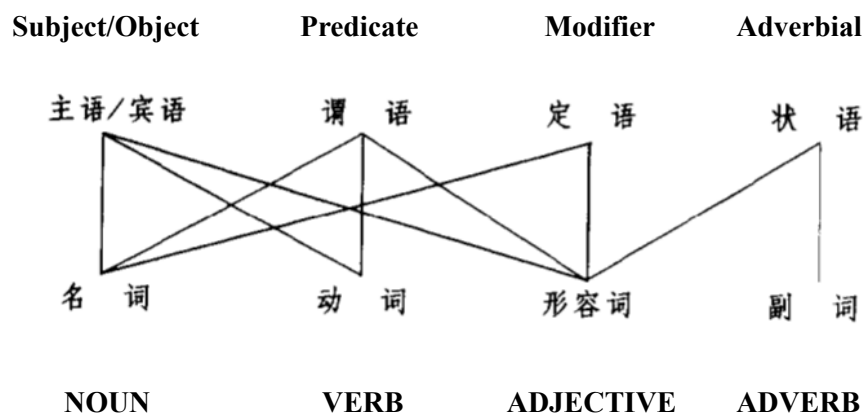 Subject/Object Predicate Modifier Adverbial
主语/宾语 谓语 定语 状语
名词 动词 形容词 副词
NOUN VERB ADJECTIVE ADVERB